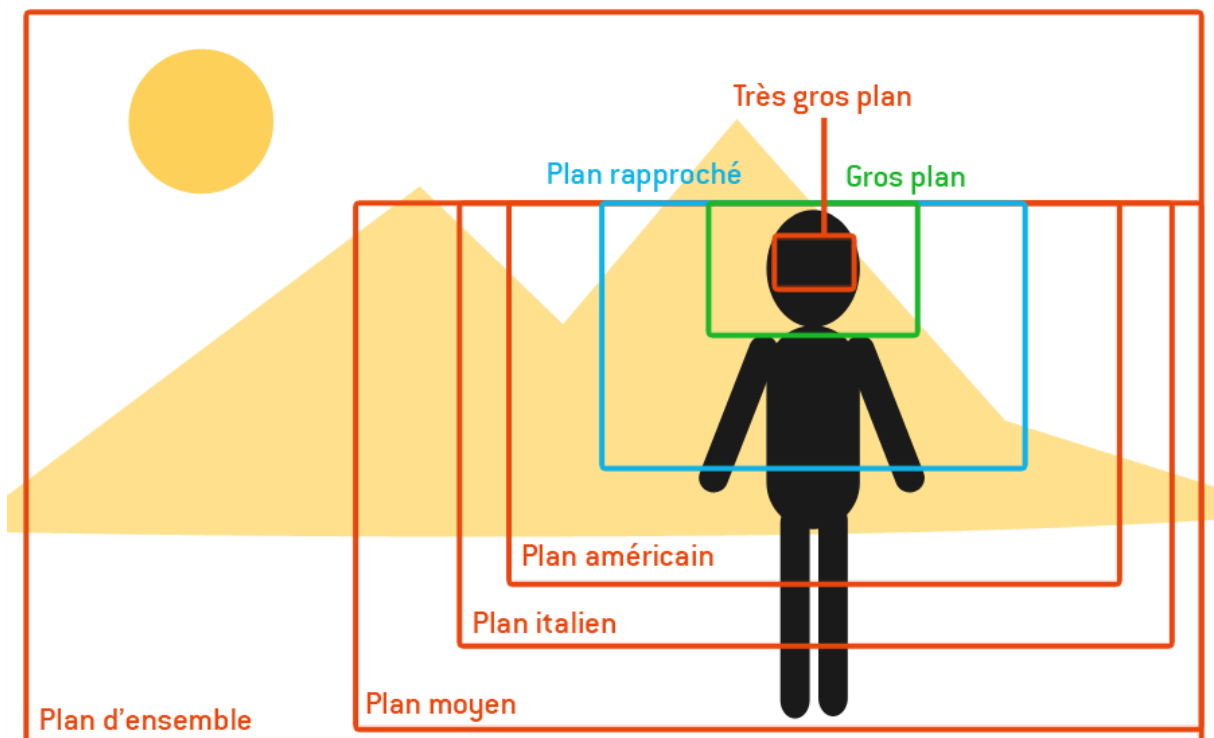 Très gros plan
Plan rapproché
Gros plan
Plan américain
Plan italien
Plan moyen
Plan d’ensemble